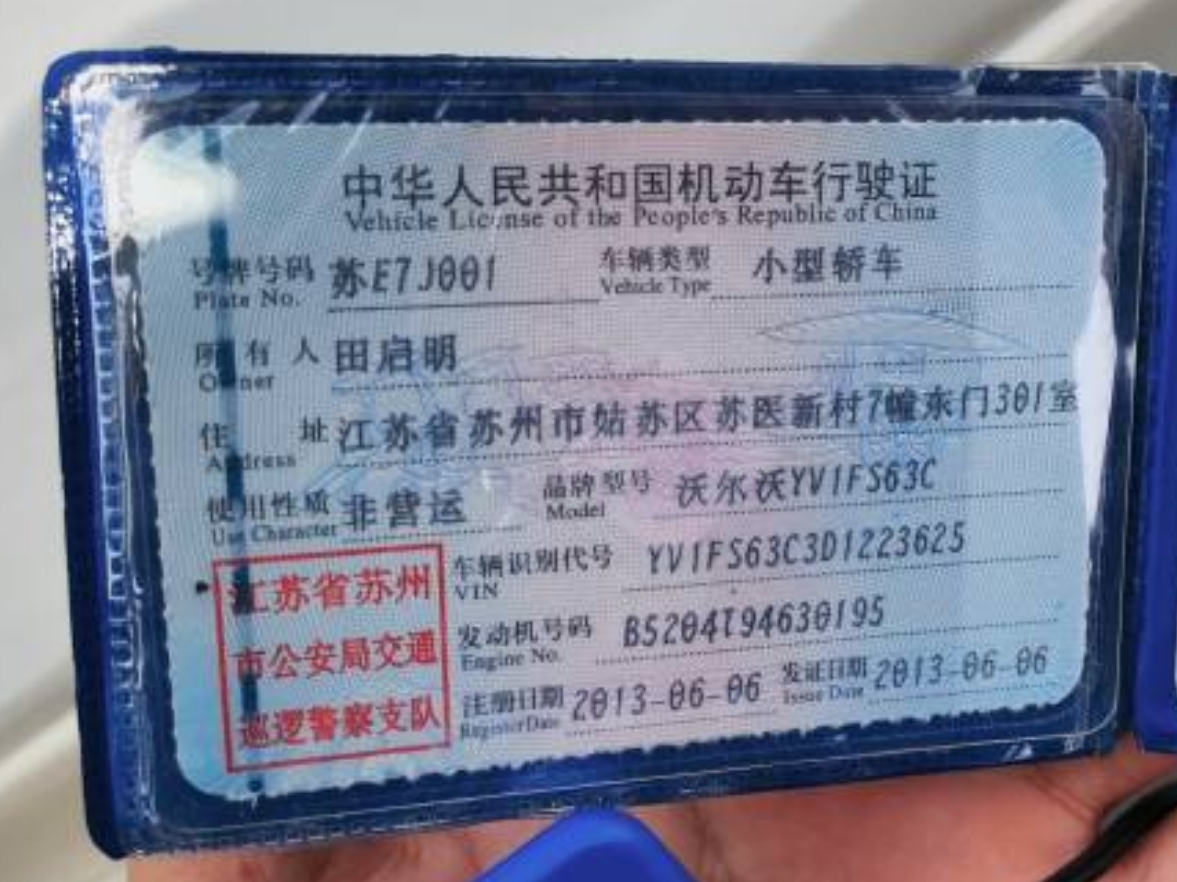 中华人民共和国机动车行驶证
Vehicle License of the People's Republic of China
号牌号码 苏E7J001 车辆类型 小型轿车
Plate No. Vehicle Type
所有人 田启明
Owner
住址 江苏省苏州市姑苏区苏医新村7幢东门301室
Address
使用性质 非营运 品牌型号 沃尔沃YV1FS63C
Use Character Model
车辆识别代号 YV1FS63C3D1223625
VIN
发动机号码 B5204T94630195
Engine No.
注册日期 2013-06-06 发证日期 2013-06-06
Register Date Issue Date
江苏省苏州
市公安局交通
巡逻警察支队